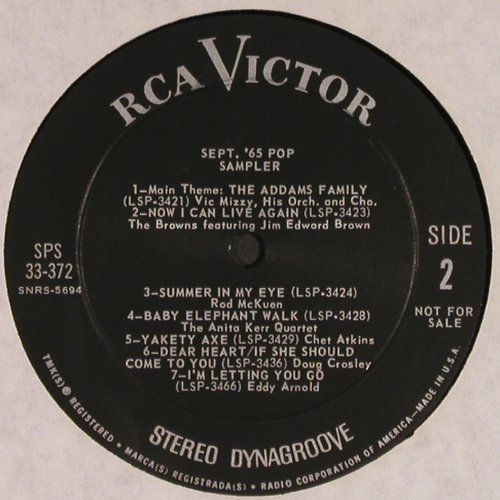 RCA VICTOR
SEPT. '65 POP
SAMPLER
1-Main Theme: THE ADDAMS FAMILY
(LSP-3421) Vic Mizzy, His Orch. and Cho.
2-NOW I CAN LIVE AGAIN (LSP-3423)
The Browns featuring Jim Edward Brown
SPS
33-372
SNRS-5694
SIDE
2
NOT FOR
SALE
3-SUMMER IN MY EYE (LSP-3424)
Rod McKuen
4-BABY ELEPHANT WALK (LSP-3428)
The Anita Kerr Quartet
5-YAKETY AXE (LSP-3429) Chet Atkins
6-DEAR HEART/IF SHE SHOULD
COME TO YOU (LSP-3436) Doug Crosley
7-I'M LETTING YOU GO
(LSP-3466) Eddy Arnold
STEREO DYNAGROOVE
TMK(S) ® REGISTERED • MARCA(S) REGISTRADA(S) • RADIO CORPORATION OF AMERICA-MADE IN U.S.A.